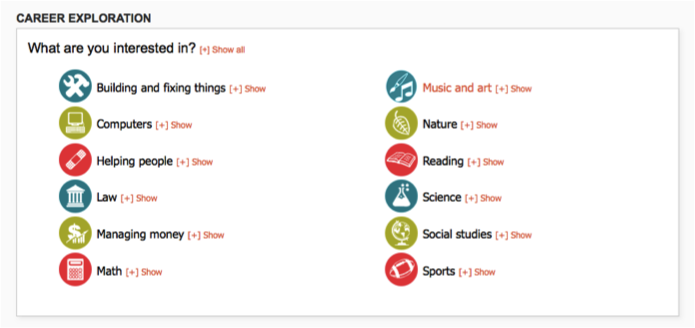 CAREER EXPLORATION
What are you interested in? [+] Show all
Building and fixing things [+] Show
Computers [+] Show
Helping people [+] Show
Law [+] Show
Managing money [+] Show
Math [+] Show
Music and art [+] Show
Nature [+] Show
Reading [+] Show
Science [+] Show
Social studies [+] Show
Sports [+] Show